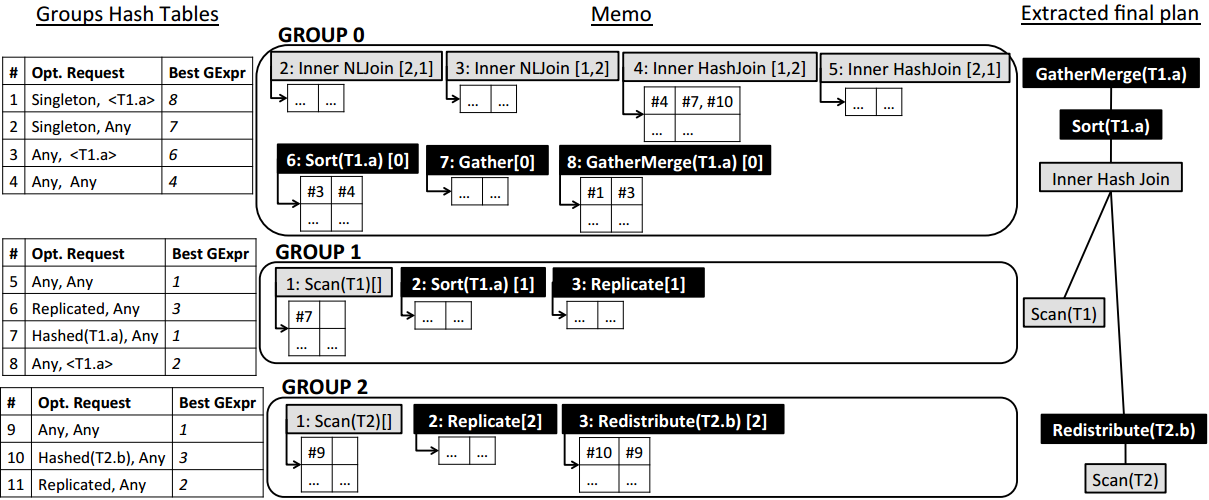 Groups Hash Tables
Memo
Extracted final plan
# Opt. Request Best GExpr
1 Singleton, <T1.a> 8
2 Singleton, Any 7
3 Any, <T1.a> 6
4 Any, Any 4
GROUP 0
2: Inner NLJoin [2,1]
... ...
3: Inner NLJoin [1,2]
... ...
4: Inner HashJoin [1,2]
#4 #7, #10
... ...
5: Inner HashJoin [2,1]
... ...
6: Sort(T1.a) [0]
#3 #4
... ...
7: Gather[0]
... ...
8: GatherMerge(T1.a) [0]
#1 #3
... ...
# Opt. Request Best GExpr
5 Any, Any 1
6 Replicated, Any 3
7 Hashed(T1.a), Any 1
8 Any, <T1.a> 2
GROUP 1
1: Scan(T1)[]
#7
... ...
2: Sort(T1.a) [1]
... ...
3: Replicate[1]
... ...
# Opt. Request Best GExpr
9 Any, Any 1
10 Hashed(T2.b), Any 3
11 Replicated, Any 2
GROUP 2
1: Scan(T2)[]
#9
... ...
2: Replicate[2]
... ...
3: Redistribute(T2.b) [2]
#10 #9
... ...
GatherMerge(T1.a)
Sort(T1.a)
Inner Hash Join
Scan(T1)
Redistribute(T2.b)
Scan(T2)